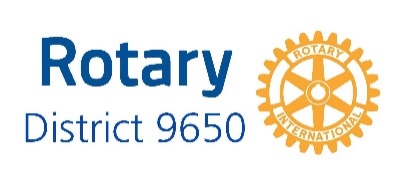 Rotary
District 9650
ROTARY
INTERNATIONAL